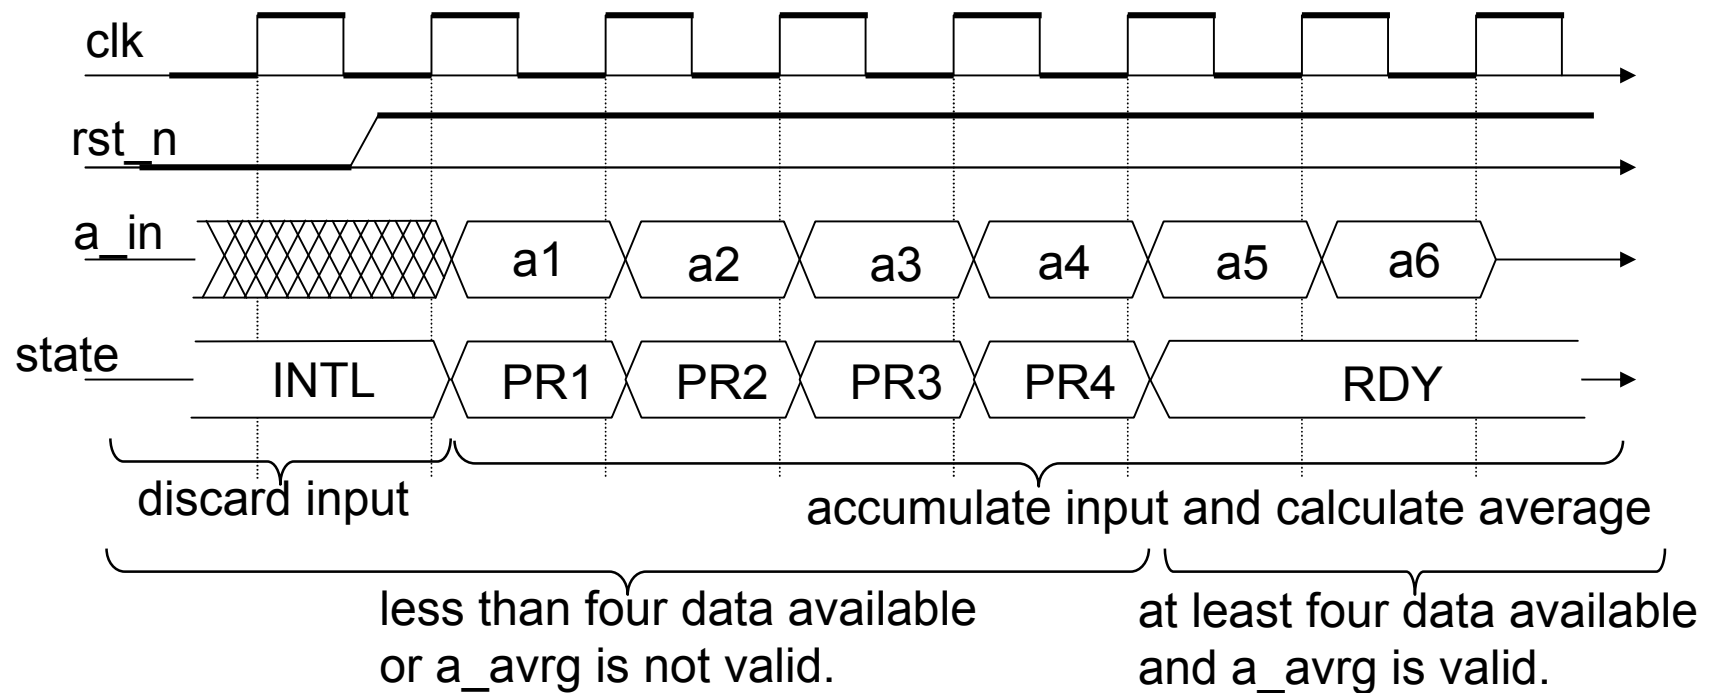 clk
rst_n
a_in
a1 a2 a3 a4 a5 a6
state
INTL PR1 PR2 PR3 PR4 RDY
discard input
accumulate input and calculate average
less than four data available
or a_avrg is not valid.
at least four data available
and a_avrg is valid.